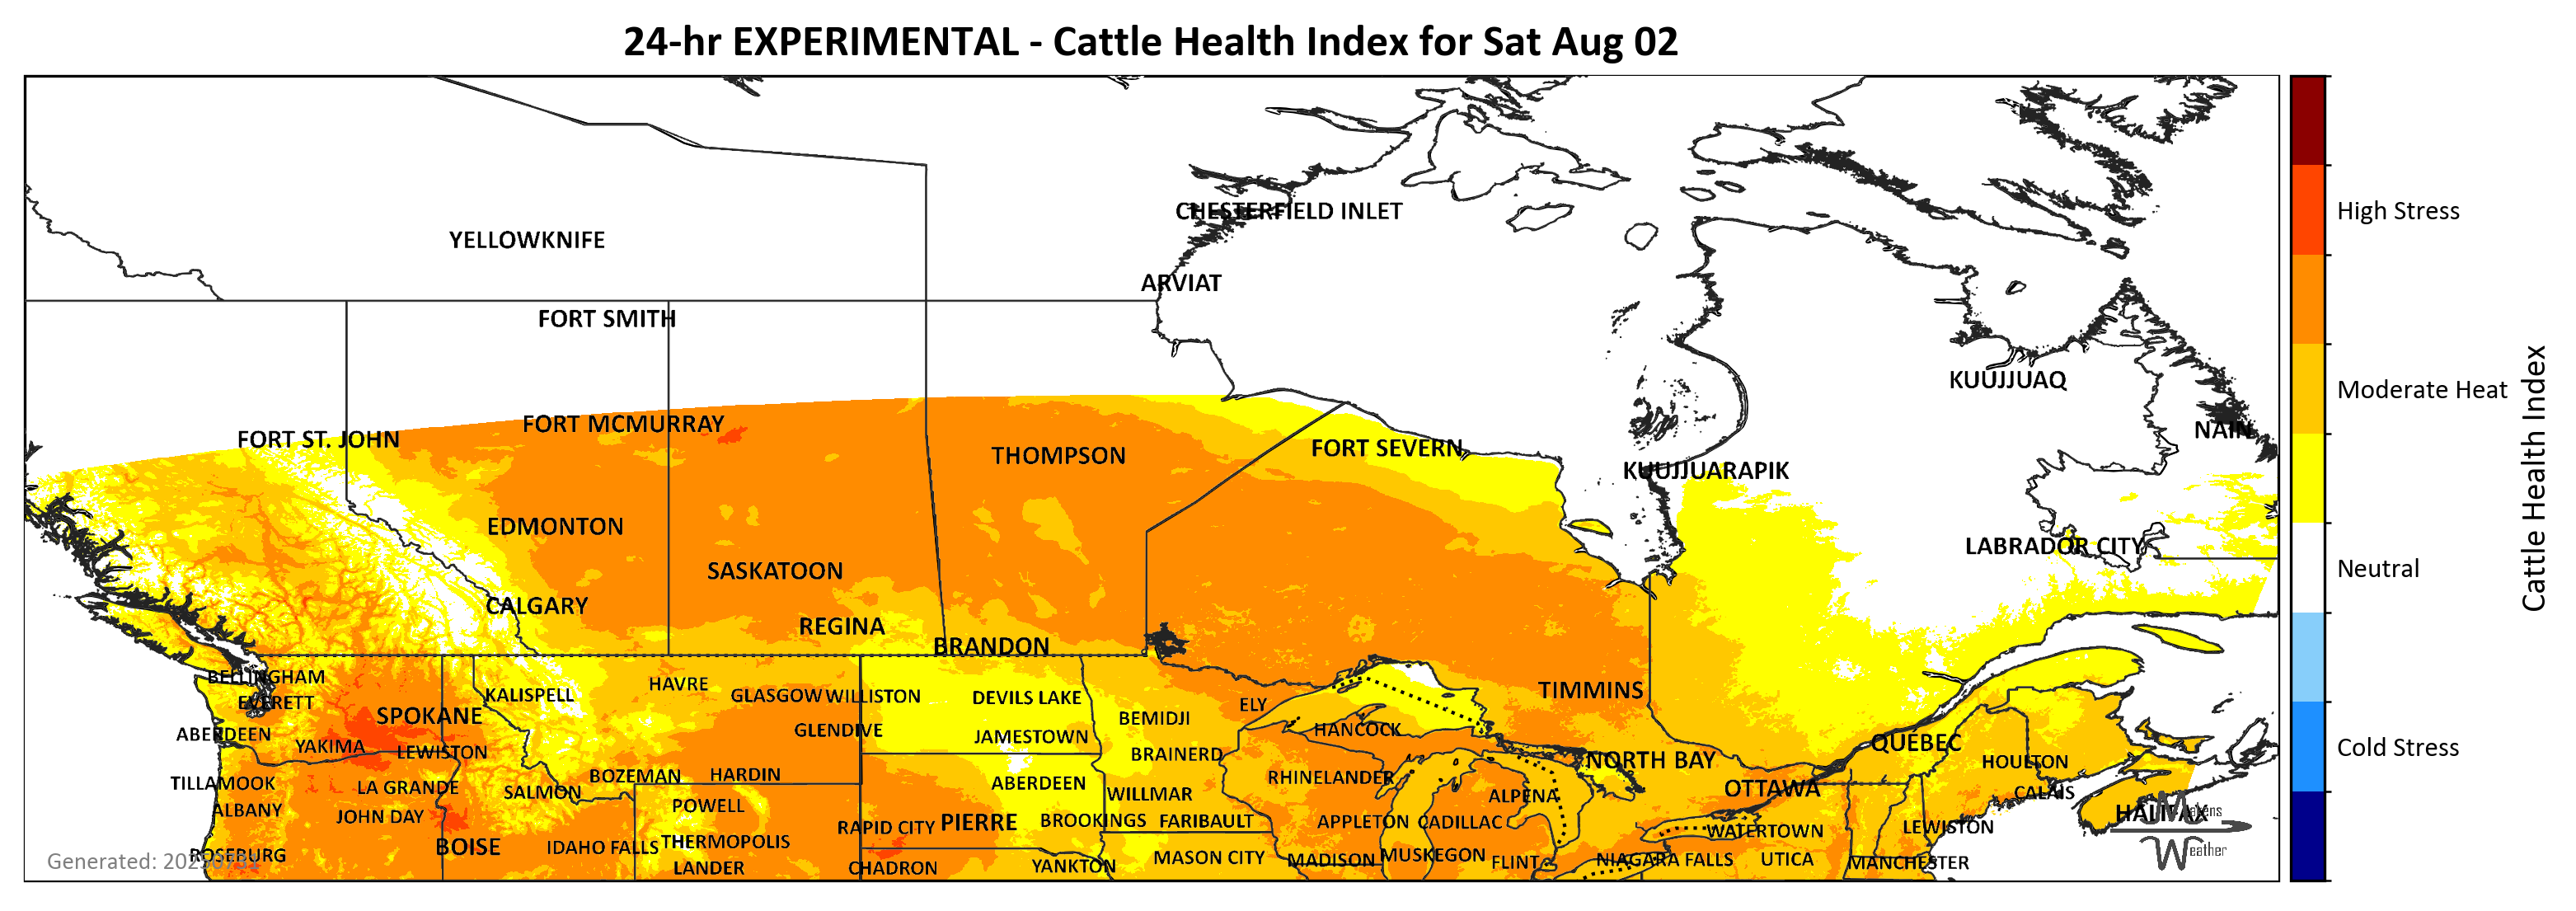 24-hr EXPERIMENTAL - Cattle Health Index for Sat Aug 02
High Stress
CHESTERFIELD INLET
YELLOWKNIFE
ARVIAT
FORT SMITH
KUUJJUAQ
Moderate Heat
FORT MCMURRAY
NAIN
FORT ST. JOHN
FORT SEVERN
THOMPSON
KUUJJUARAPIK
Cattle Health Index
EDMONTON
LABRADOR CITY
SASKATOON
Neutral
CALGARY
REGINA
BRANDON
BELLINGHAM
HAVRE
TIMMINS
KALISPELL
GLASGOW
WILLISTON
DEVILS LAKE
EVERETT
ELY
SPOKANE
BEMIDJI
GLENDIVE
HANCOCK
ABERDEEN
JAMESTOWN
QUEBEC
YAKIMA
LEWISTON
BRAINERD
Cold Stress
NORTH BAY
HOULTON
BOZEMAN
HARDIN
RHINELANDER
TILLAMOOK
LA GRANDE
ABERDEEN
OTTAWA
SALMON
WILLMAR
ALPENA
CALAIS
POWELL
ALBANY
JOHN DAY
Makens
HALIFAX
RAPID CITY
PIERRE
BROOKINGS
FARIBAULT
APPLETON
CADILLAC
WATERTOWN
LEWISTON
THERMOPOLIS
BOISE
IDAHO FALLS
Weather
ROSEBURG
MASON CITY
MADISON
MUSKEGON
FLINT
NIAGARA FALLS
UTICA
MANCHESTER
Generated: 20250731
LANDER
CHADRON
YANKTON